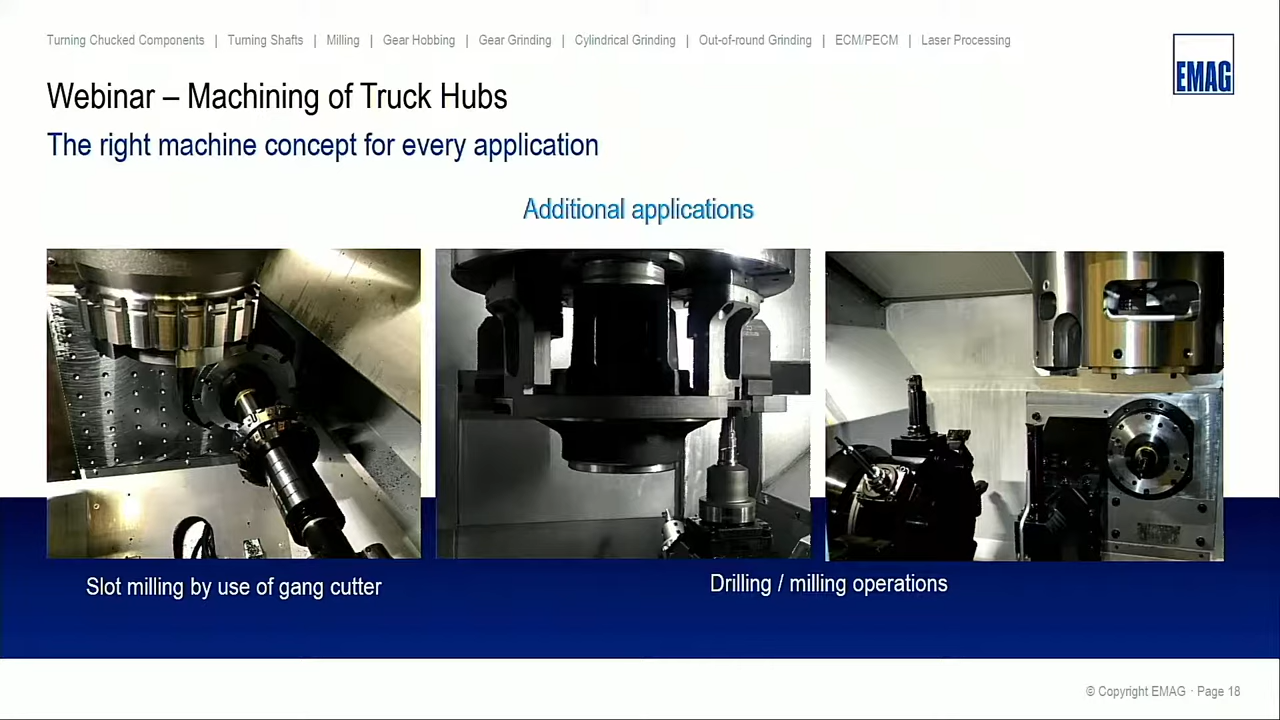 Turning Chucked Components | Turning Shafts | Milling | Gear Hobbing | Gear Grinding | Cylindrical Grinding | Out-of-round Grinding | ECM/PECM | Laser Processing
EMAG
Webinar – Machining of Truck Hubs
The right machine concept for every application
Additional applications
Slot milling by use of gang cutter
Drilling / milling operations
© Copyright EMAG · Page 18